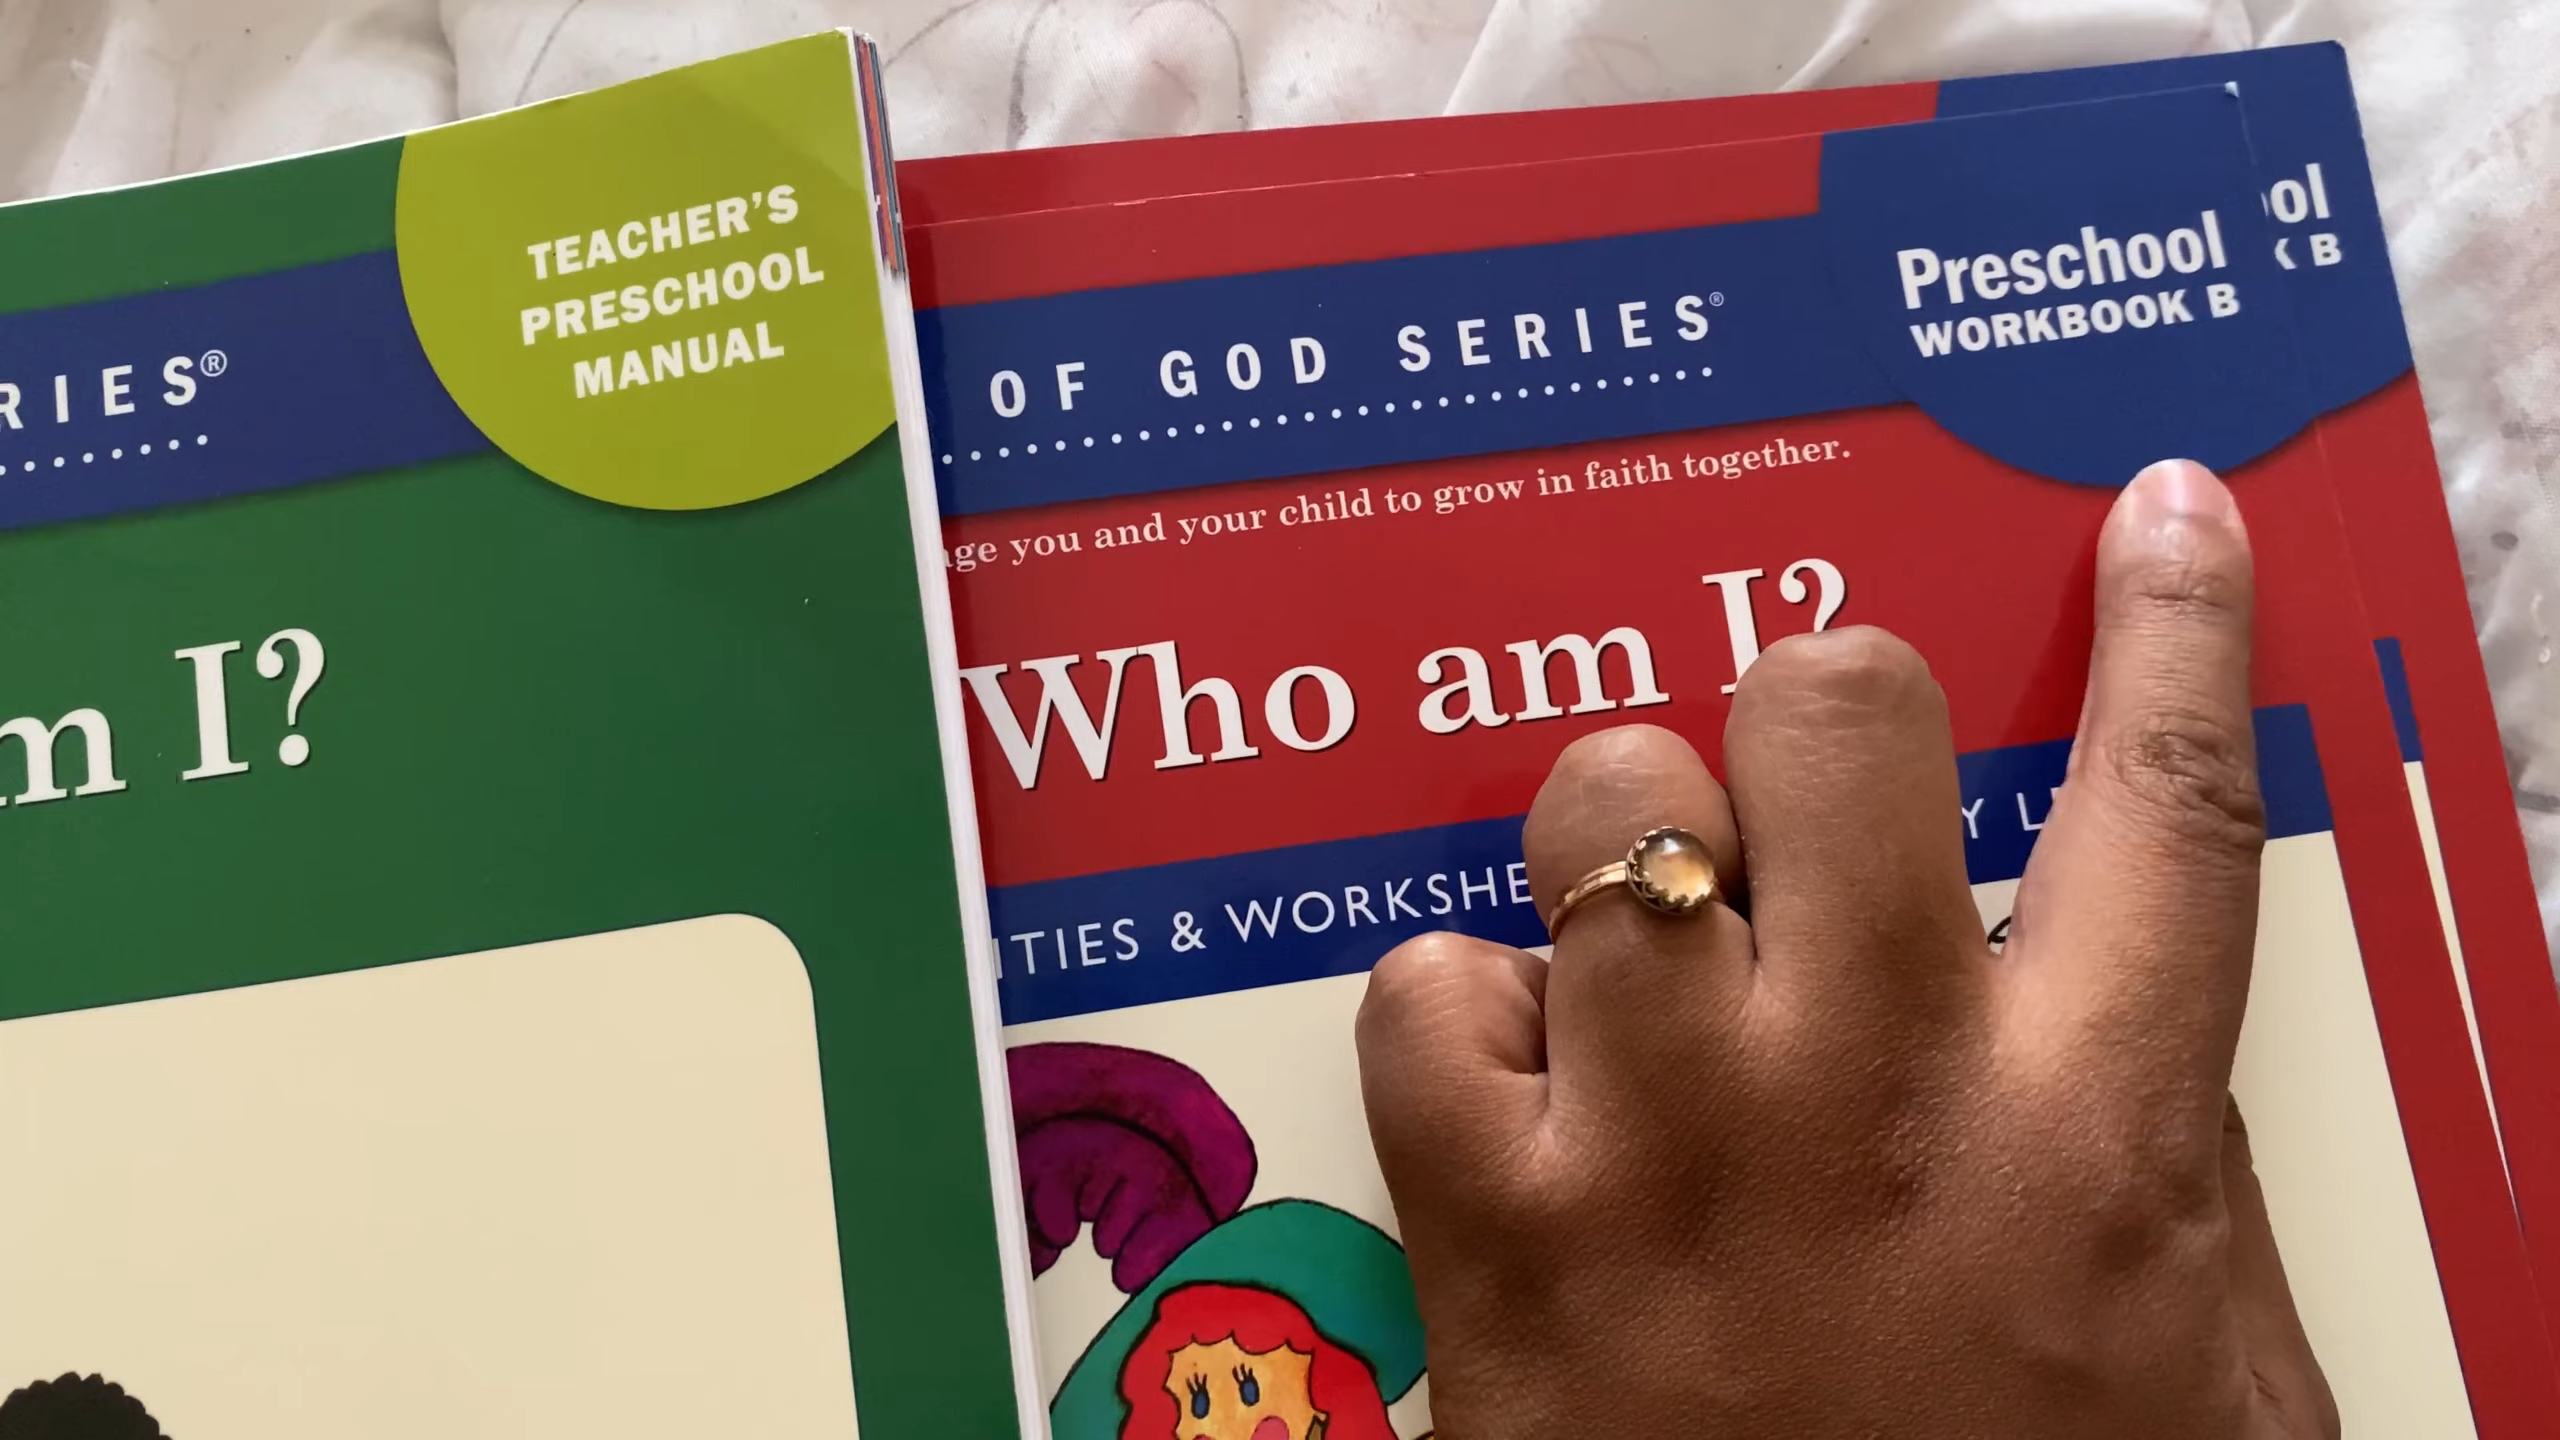 TEACHER'S
PRESCHOOL
MANUAL
RIES®
m I?
Preschool
WORKBOOK B
ol
K B
OF GOD SERIES®
age you and your child to grow in faith together.
Who am I?
ITIES & WORKSHE
Y L